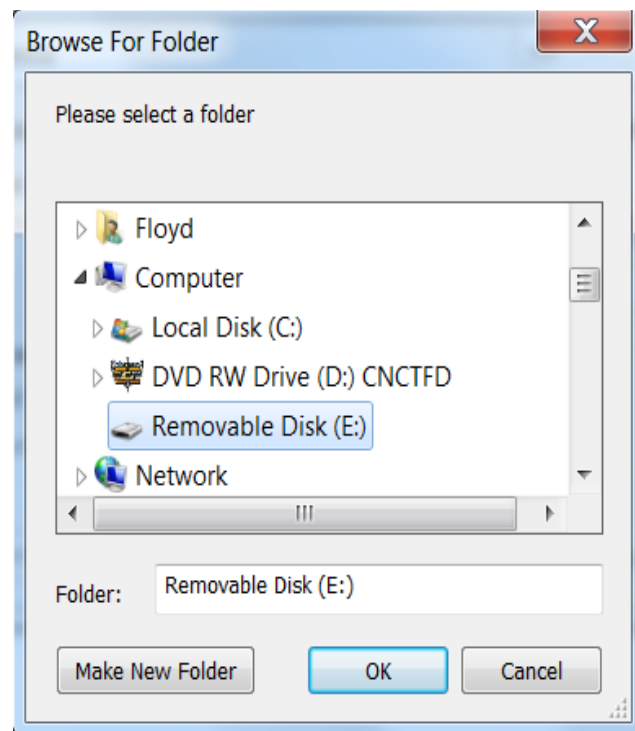 Browse For Folder
Please select a folder
Floyd
Computer
Local Disk (C:)
DVD RW Drive (D:) CNCTFD
Removable Disk (E:)
Network
Folder: Removable Disk (E:)
Make New Folder OK Cancel